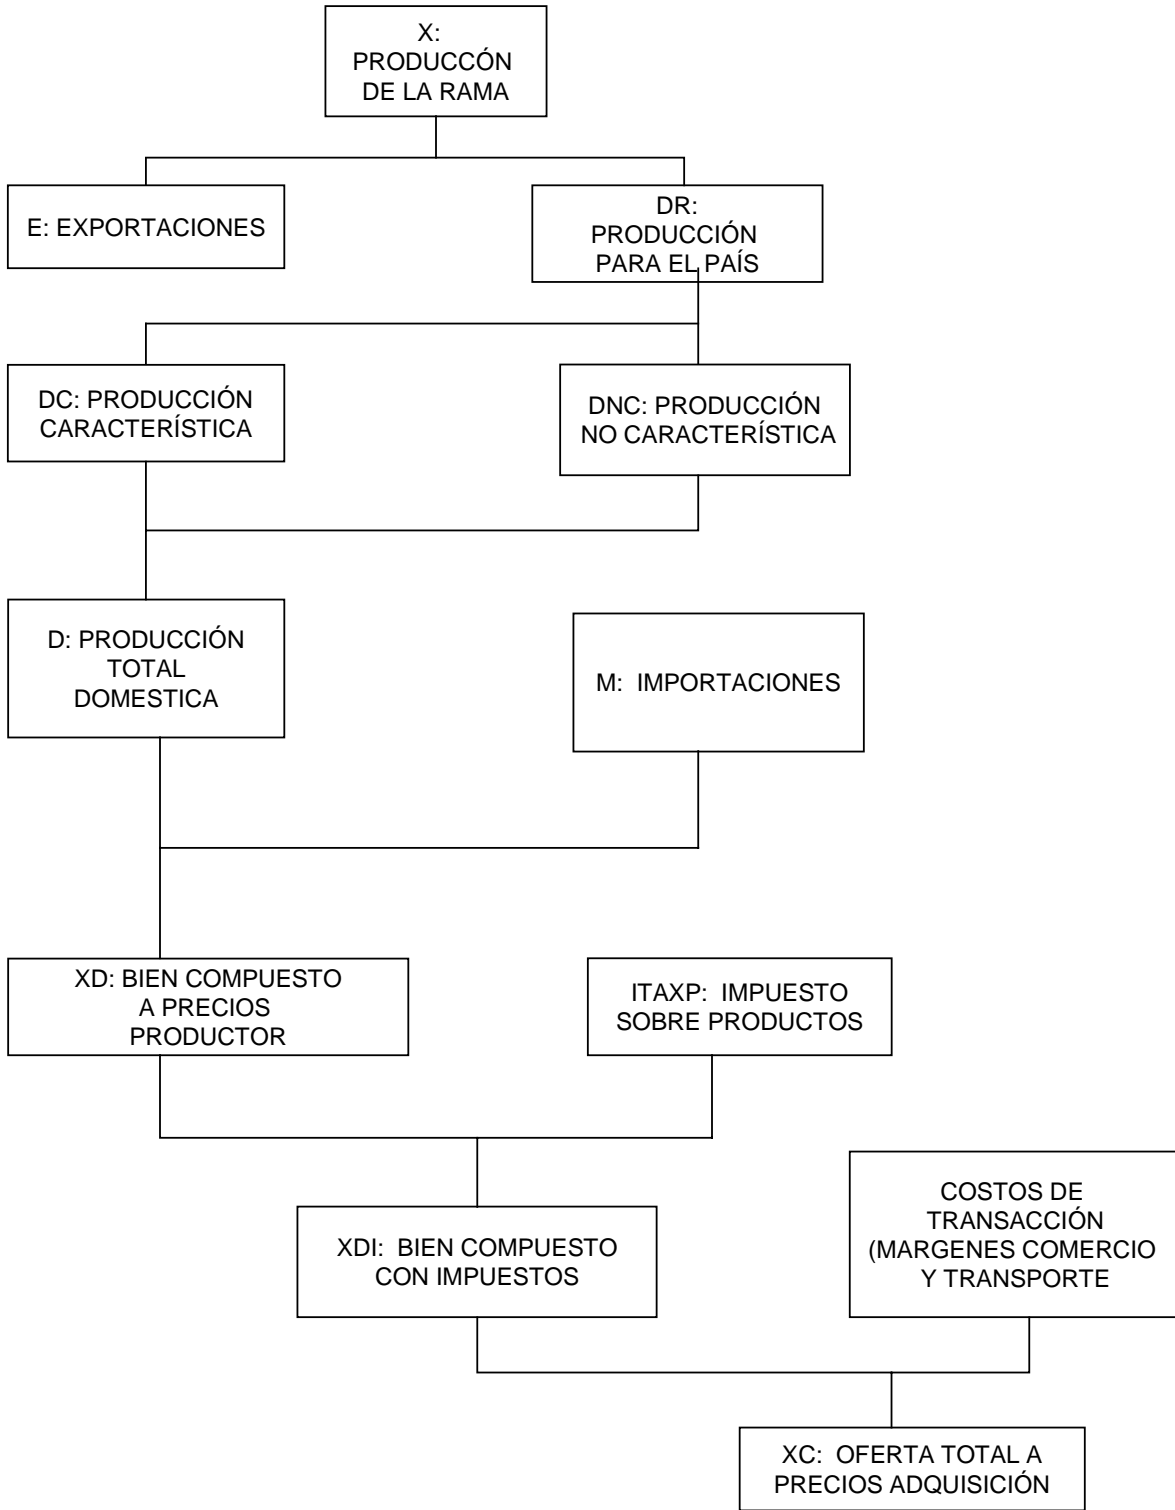 X:
PRODUCCÓN
DE LA RAMA
E: EXPORTACIONES
DR:
PRODUCCIÓN
PARA EL PAÍS
DC: PRODUCCIÓN
CARACTERÍSTICA
DNC: PRODUCCIÓN
NO CARACTERÍSTICA
D: PRODUCCIÓN
TOTAL
DOMESTICA
M: IMPORTACIONES
XD: BIEN COMPUESTO
A PRECIOS
PRODUCTOR
ITAXP: IMPUESTO
SOBRE PRODUCTOS
XDI: BIEN COMPUESTO
CON IMPUESTOS
COSTOS DE
TRANSACCIÓN
(MARGENES COMERCIO
Y TRANSPORTE
XC: OFERTA TOTAL A
PRECIOS ADQUISICIÓN